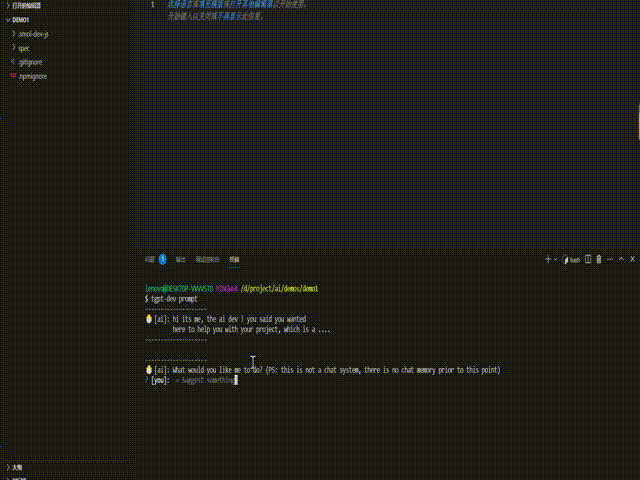 打开的编辑器
DEMO1
.smol-dev-js
spec
.gitignore
.npmignore
大纲
1 选择语言或填充模板或打开其他编辑器以开始使用。
开始键入以关闭或不再显示此信息。
问题 输出 调试控制台 终端
bash
lenovo@DESKTOP-VVVVSTD MINGW64 /d/project/ai/demos/demo1
$ tgpt-dev prompt
--------------------
[ai]: hi its me, the ai dev ! you said you wanted
here to help you with your project, which is a ....
--------------------
--------------------
[ai]: What would you like me to do? (PS: this is not a chat system, there is no chat memory prior to this point)
? [you]: > Suggest something